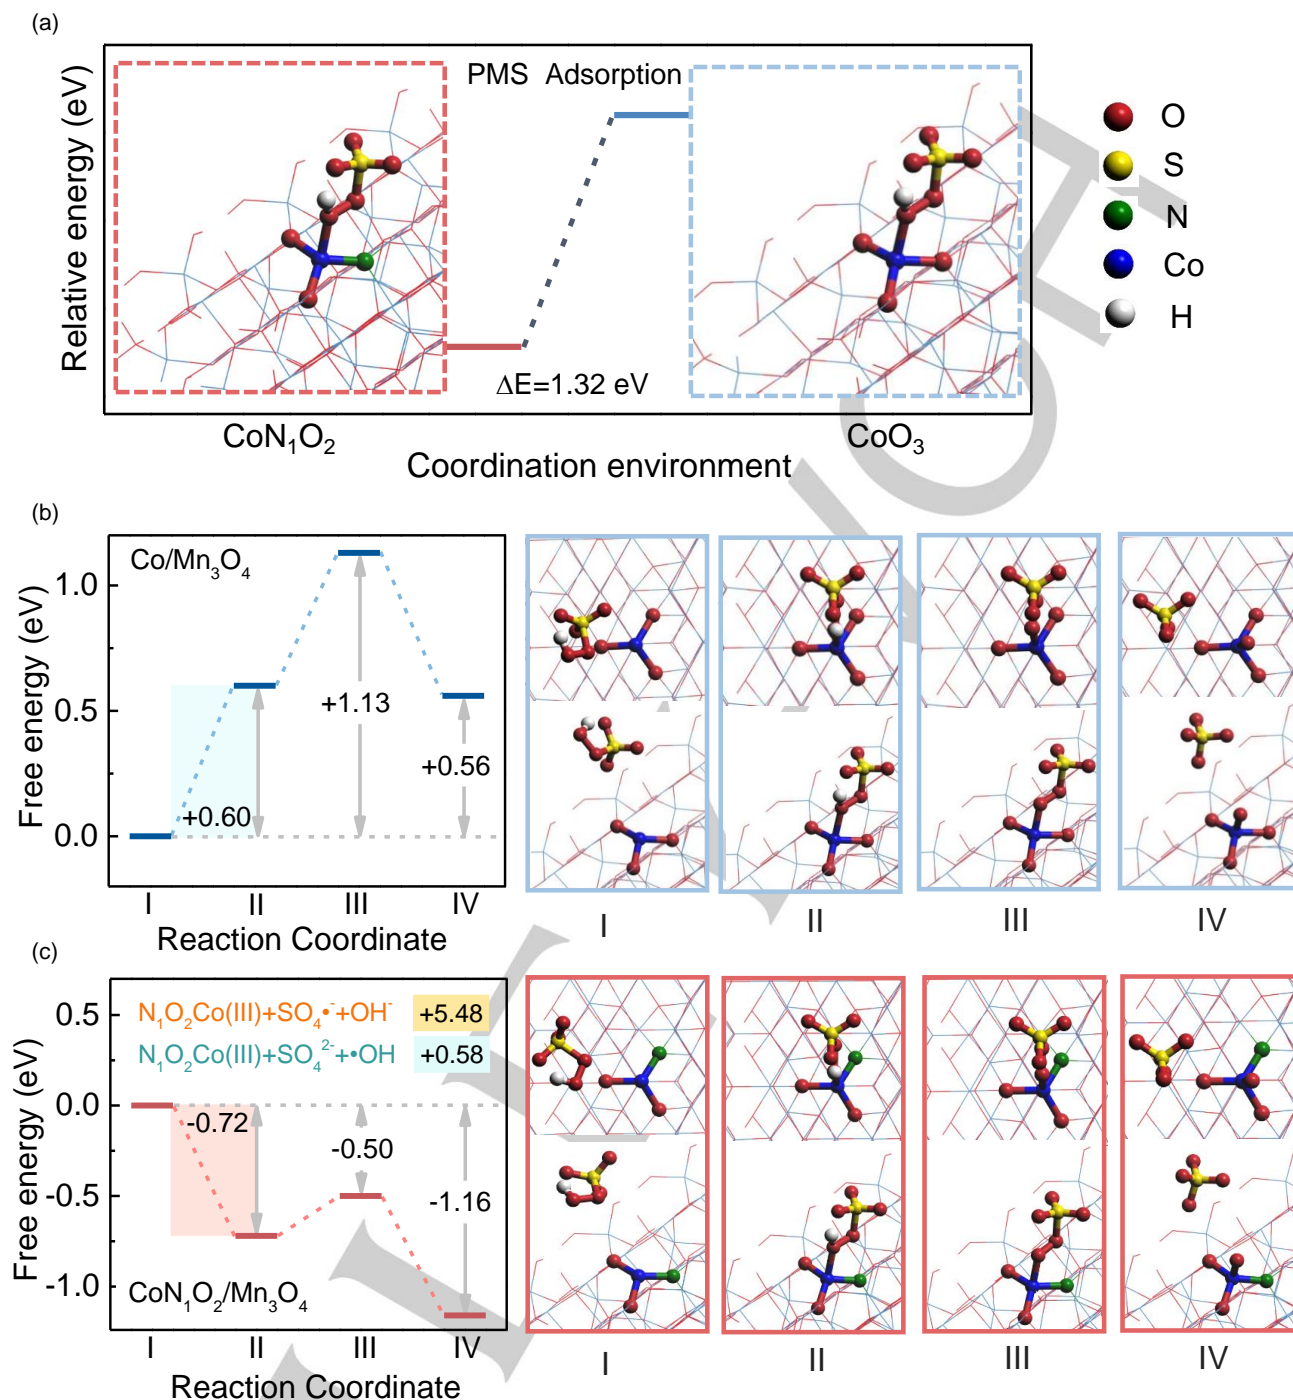 (a)
Relative energy (eV)
PMS Adsorption
ΔE=1.32 eV
CoN₁O₂
CoO₃
Coordination environment
O
S
N
Co
H
(b)
Free energy (eV)
Co/Mn₃O₄
1.0
0.5
0.0
+0.60
+1.13
+0.56
I
II
III
IV
Reaction Coordinate
I
II
III
IV
(c)
Free energy (eV)
N₁O₂Co(III)+SO₄•⁻+OH⁻ +5.48
N₁O₂Co(III)+SO₄²⁻+•OH +0.58
0.5
0.0
-0.5
-1.0
-0.72
-0.50
-1.16
CoN₁O₂/Mn₃O₄
I
II
III
IV
Reaction Coordinate
I
II
III
IV